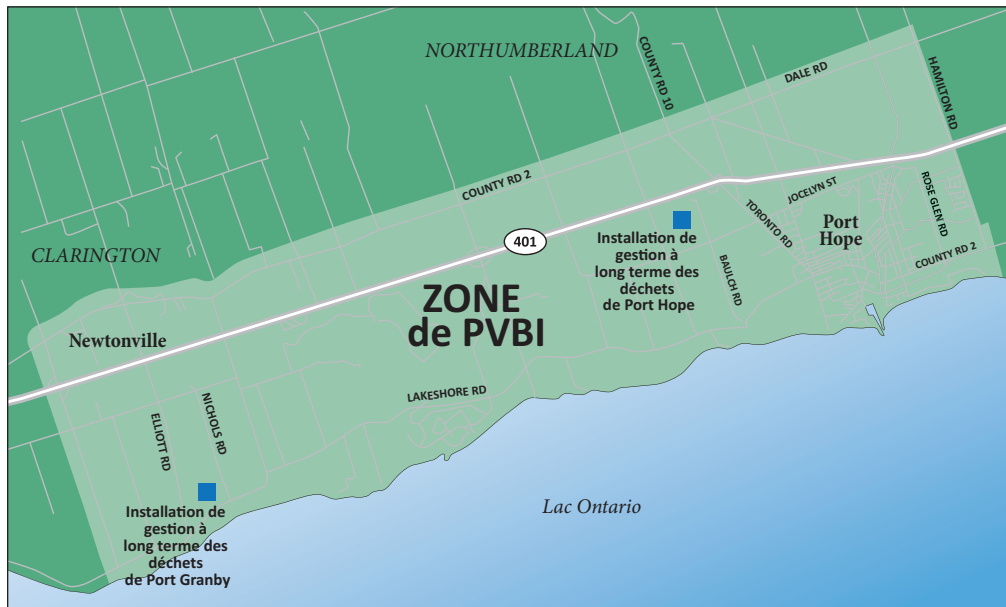 NORTHUMBERLAND
COUNTY RD 10
DALE RD
HAMILTON RD
COUNTY RD 2
JOCELYN ST
ROSE GLEN RD
TORONTO RD
Port
Hope
CLARINGTON
401
Installation de
gestion à
long terme des
déchets
de Port Hope
BAULCH RD
COUNTY RD 2
ZONE
de PVBI
Newtonville
LAKESHORE RD
ELLIOTT RD
NICHOLS RD
Lac Ontario
Installation de
gestion à
long terme des
déchets
de Port Granby